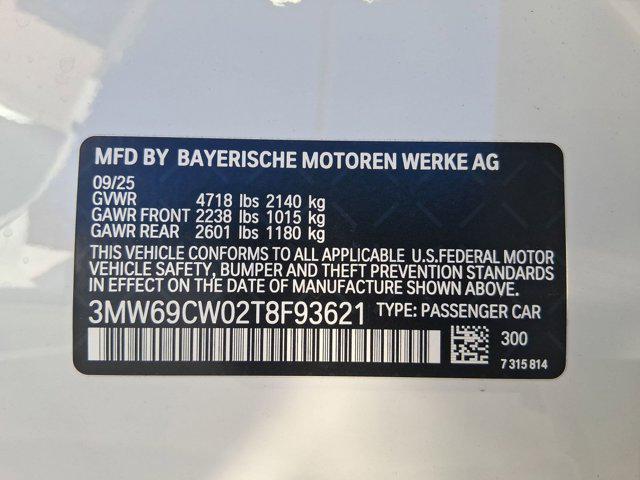 MFD BY BAYERISCHE MOTOREN WERKE AG
09/25
GVWR 4718 lbs 2140 kg
GAWR FRONT 2238 lbs 1015 kg
GAWR REAR 2601 lbs 1180 kg
THIS VEHICLE CONFORMS TO ALL APPLICABLE U.S.FEDERAL MOTOR
VEHICLE SAFETY, BUMPER AND THEFT PREVENTION STANDARDS
IN EFFECT ON THE DATE OF MANUFACTURE SHOWN ABOVE.
3MW69CW02T8F93621 TYPE: PASSENGER CAR
300
7 315 814